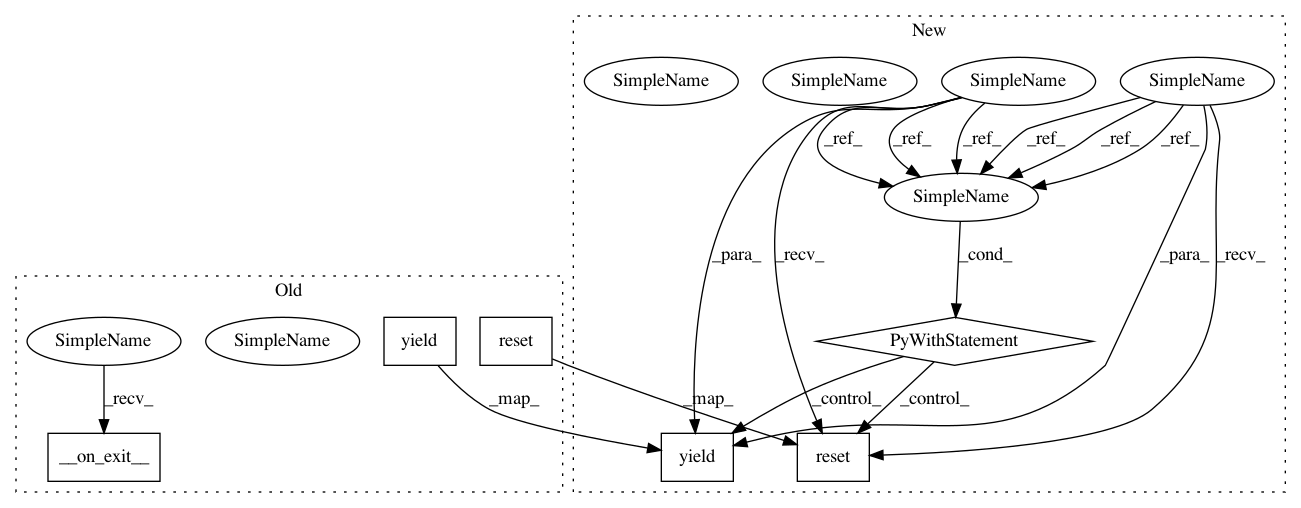 New
SimpleName SimpleName SimpleName SimpleName
_ref_ _ref_ _ref_ _ref_ _ref_ _ref_
SimpleName
_para_ _recv_ _cond_ _para_ _recv_
Old
SimpleName SimpleName yield reset PyWithStatement
_recv_ _map_ _map_ _control_ _control_
__on_exit__ yield reset